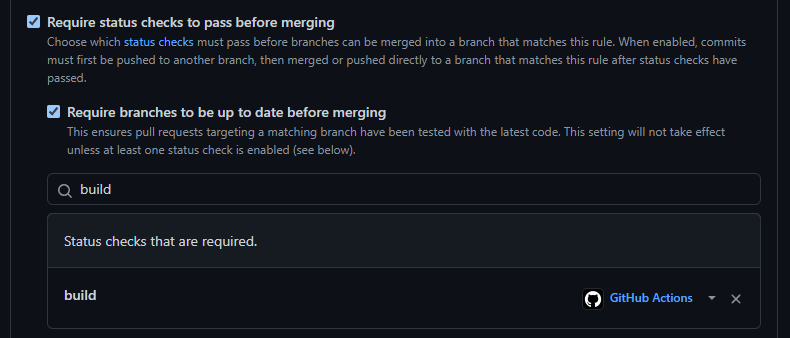 Require status checks to pass before merging
Choose which status checks must pass before branches can be merged into a branch that matches this rule. When enabled, commits
must first be pushed to another branch, then merged or pushed directly to a branch that matches this rule after status checks have
passed.
Require branches to be up to date before merging
This ensures pull requests targeting a matching branch have been tested with the latest code. This setting will not take effect
unless at least one status check is enabled (see below).
build
Status checks that are required.
build
GitHub Actions